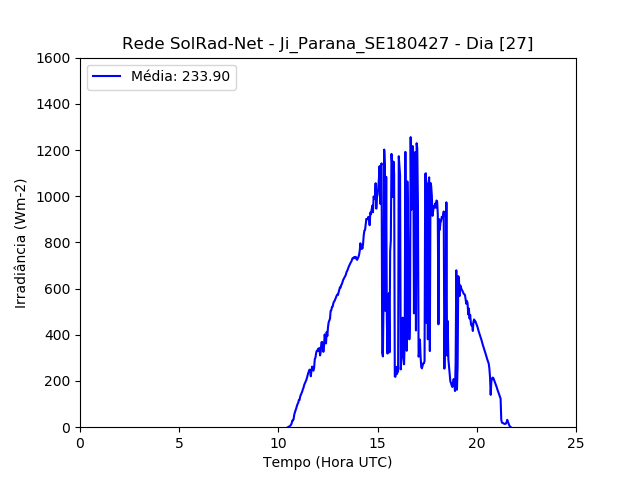 Rede SolRad-Net - Ji_Parana_SE180427 - Dia [27]
Média: 233.90
Irradiância (Wm-2)
1600
1400
1200
1000
800
600
400
200
0
0 5 10 15 20 25
Tempo (Hora UTC)